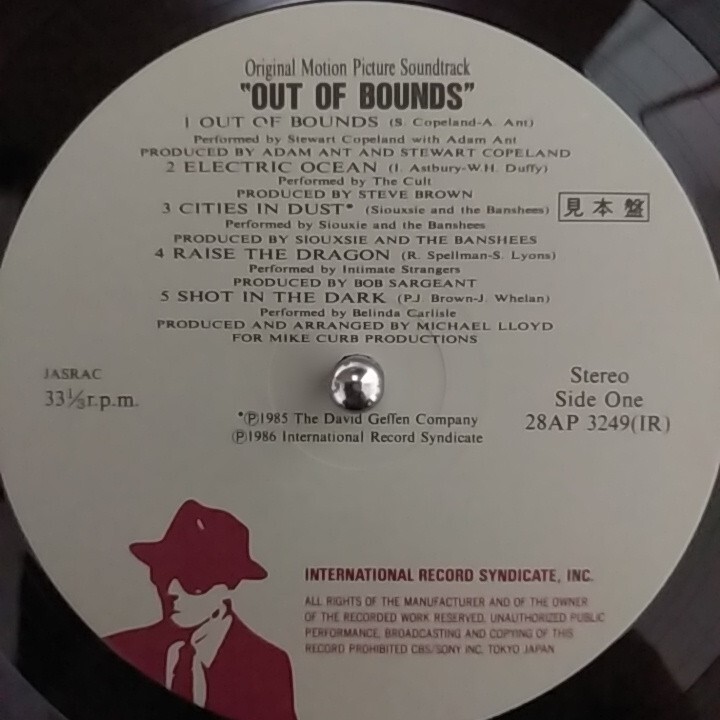 Original Motion Picture Soundtrack
"OUT OF BOUNDS"
1 OUT OF BOUNDS (S. Copeland-A. Ant)
Performed by Stewart Copeland with Adam Ant
PRODUCED BY ADAM ANT AND STEWART COPELAND
2 ELECTRIC OCEAN (I. Astbury-W.H. Duffy)
Performed by The Cult
PRODUCED BY STEVE BROWN
3 CITIES IN DUST* (Siouxsie and the Banshees) 見本盤
Performed by Siouxie and the Banshees
PRODUCED BY SIOUXSIE AND THE BANSHEES
4 RAISE THE DRAGON (R. Spellman-S. Lyons)
Performed by Intimate Strangers
PRODUCED BY BOB SARGEANT
5 SHOT IN THE DARK (P.J. Brown-J. Whelan)
Performed by Belinda Carlisle
PRODUCED AND ARRANGED BY MICHAEL LLOYD
FOR MIKE CURB PRODUCTIONS
JASRAC
33⅓r.p.m.
Stereo
Side One
28AP 3249(IR)
*Ⓟ1985 The David Geffen Company
Ⓟ1986 International Record Syndicate
INTERNATIONAL RECORD SYNDICATE, INC.
ALL RIGHTS OF THE MANUFACTURER AND OF THE OWNER
OF THE RECORDED WORK RESERVED. UNAUTHORIZED PUBLIC
PERFORMANCE, BROADCASTING AND COPYING OF THIS
RECORD PROHIBITED CBS/SONY INC. TOKYO JAPAN